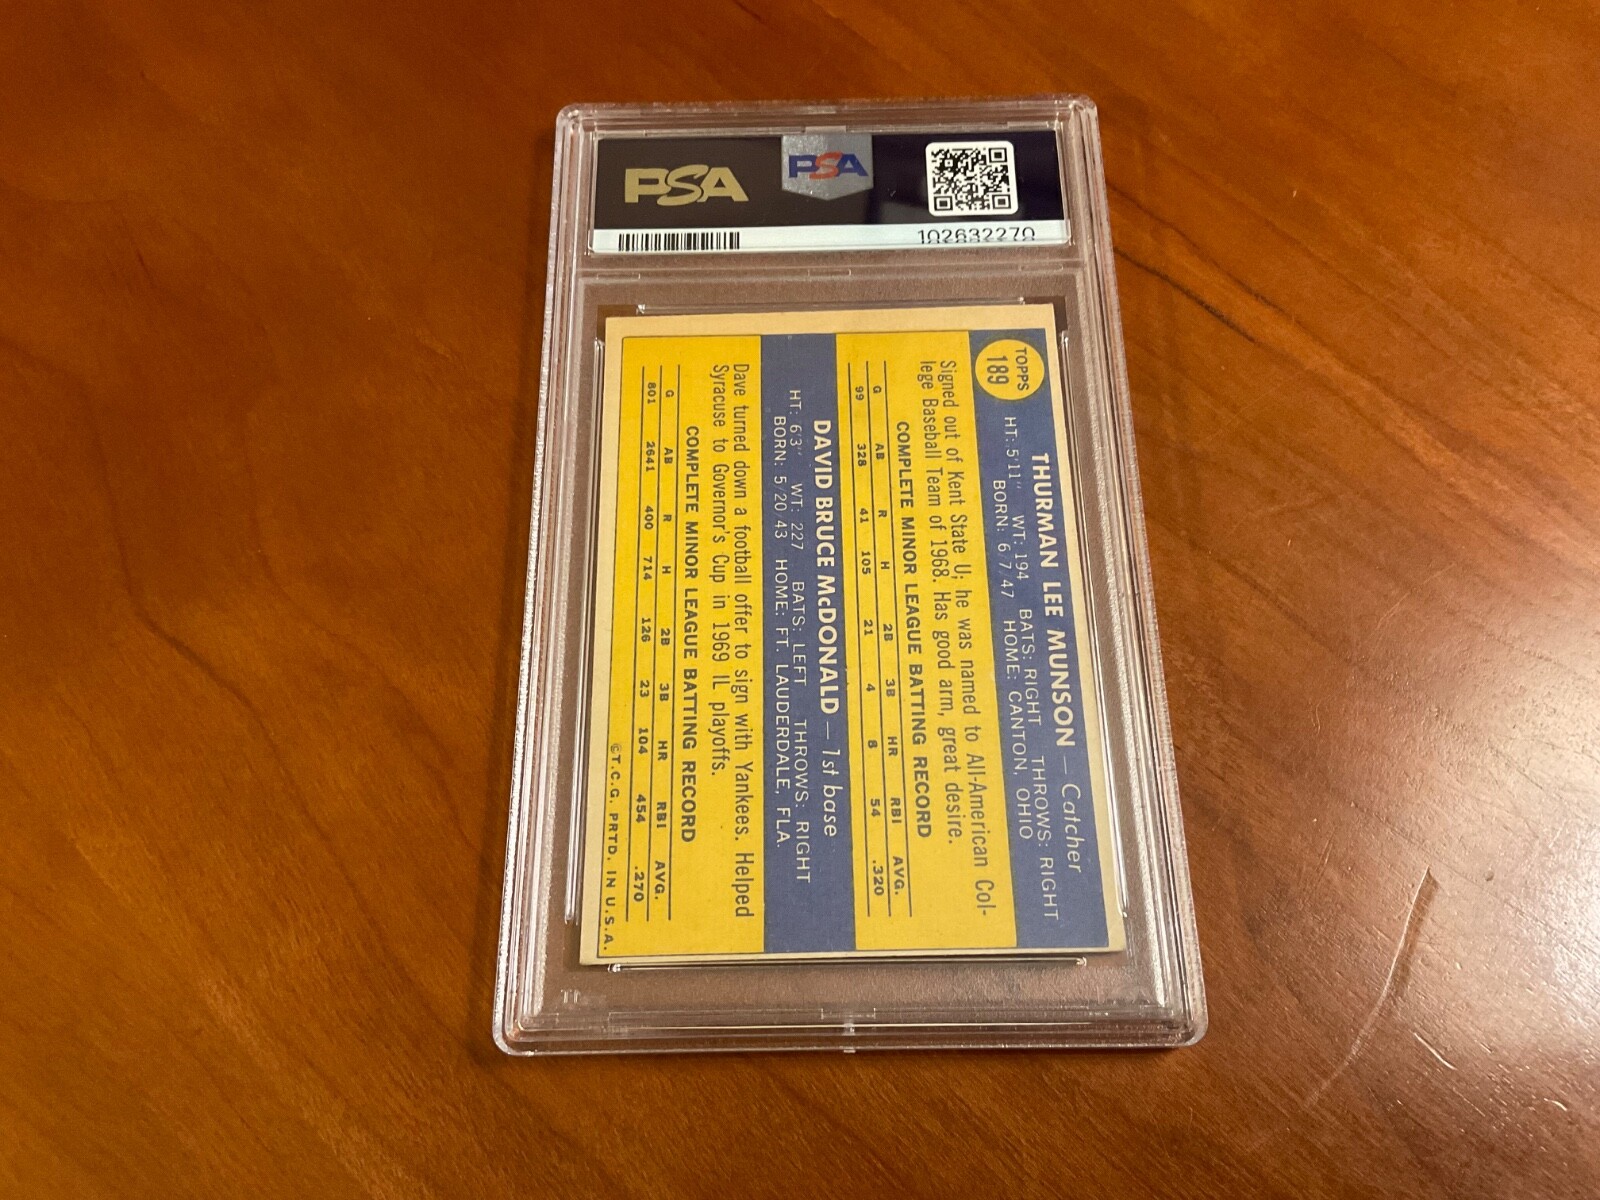 PSA
PSA
102632270
TOPPS
189
THURMAN LEE MUNSON — Catcher
HT: 5'11" WT: 194 BATS: RIGHT THROWS: RIGHT
BORN: 6/7/47 HOME: CANTON, OHIO
Signed out of Kent State U; he was named to All-American Col-
lege Baseball Team of 1968. Has good arm, great desire.
COMPLETE MINOR LEAGUE BATTING RECORD
G AB R H 2B 3B HR RBI AVG.
99 328 41 105 21 4 8 54 .320
DAVID BRUCE McDONALD — 1st base
HT: 6'3" WT: 227 BATS: LEFT THROWS: RIGHT
BORN: 5/20/43 HOME: FT. LAUDERDALE, FLA.
Dave turned down a football offer to sign with Yankees. Helped
Syracuse to Governor's Cup in 1969 IL playoffs.
COMPLETE MINOR LEAGUE BATTING RECORD
G AB R H 2B 3B HR RBI AVG.
801 2641 400 714 126 23 104 454 .270
©T.C.G. PRTD. IN U.S.A.